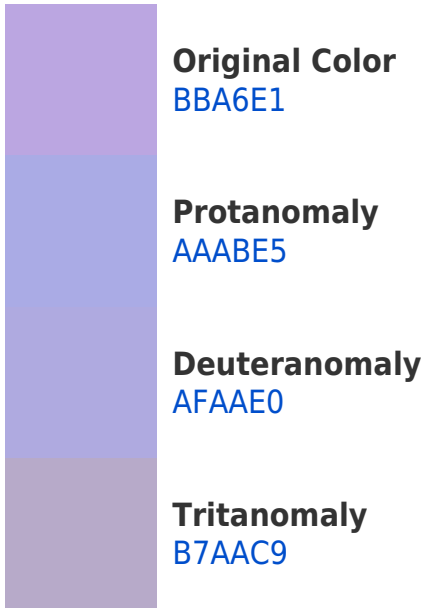 Original Color
BBA6E1
Protanomaly
AAABE5
Deuteranomaly
AFAAE0
Tritanomaly
B7AAC9